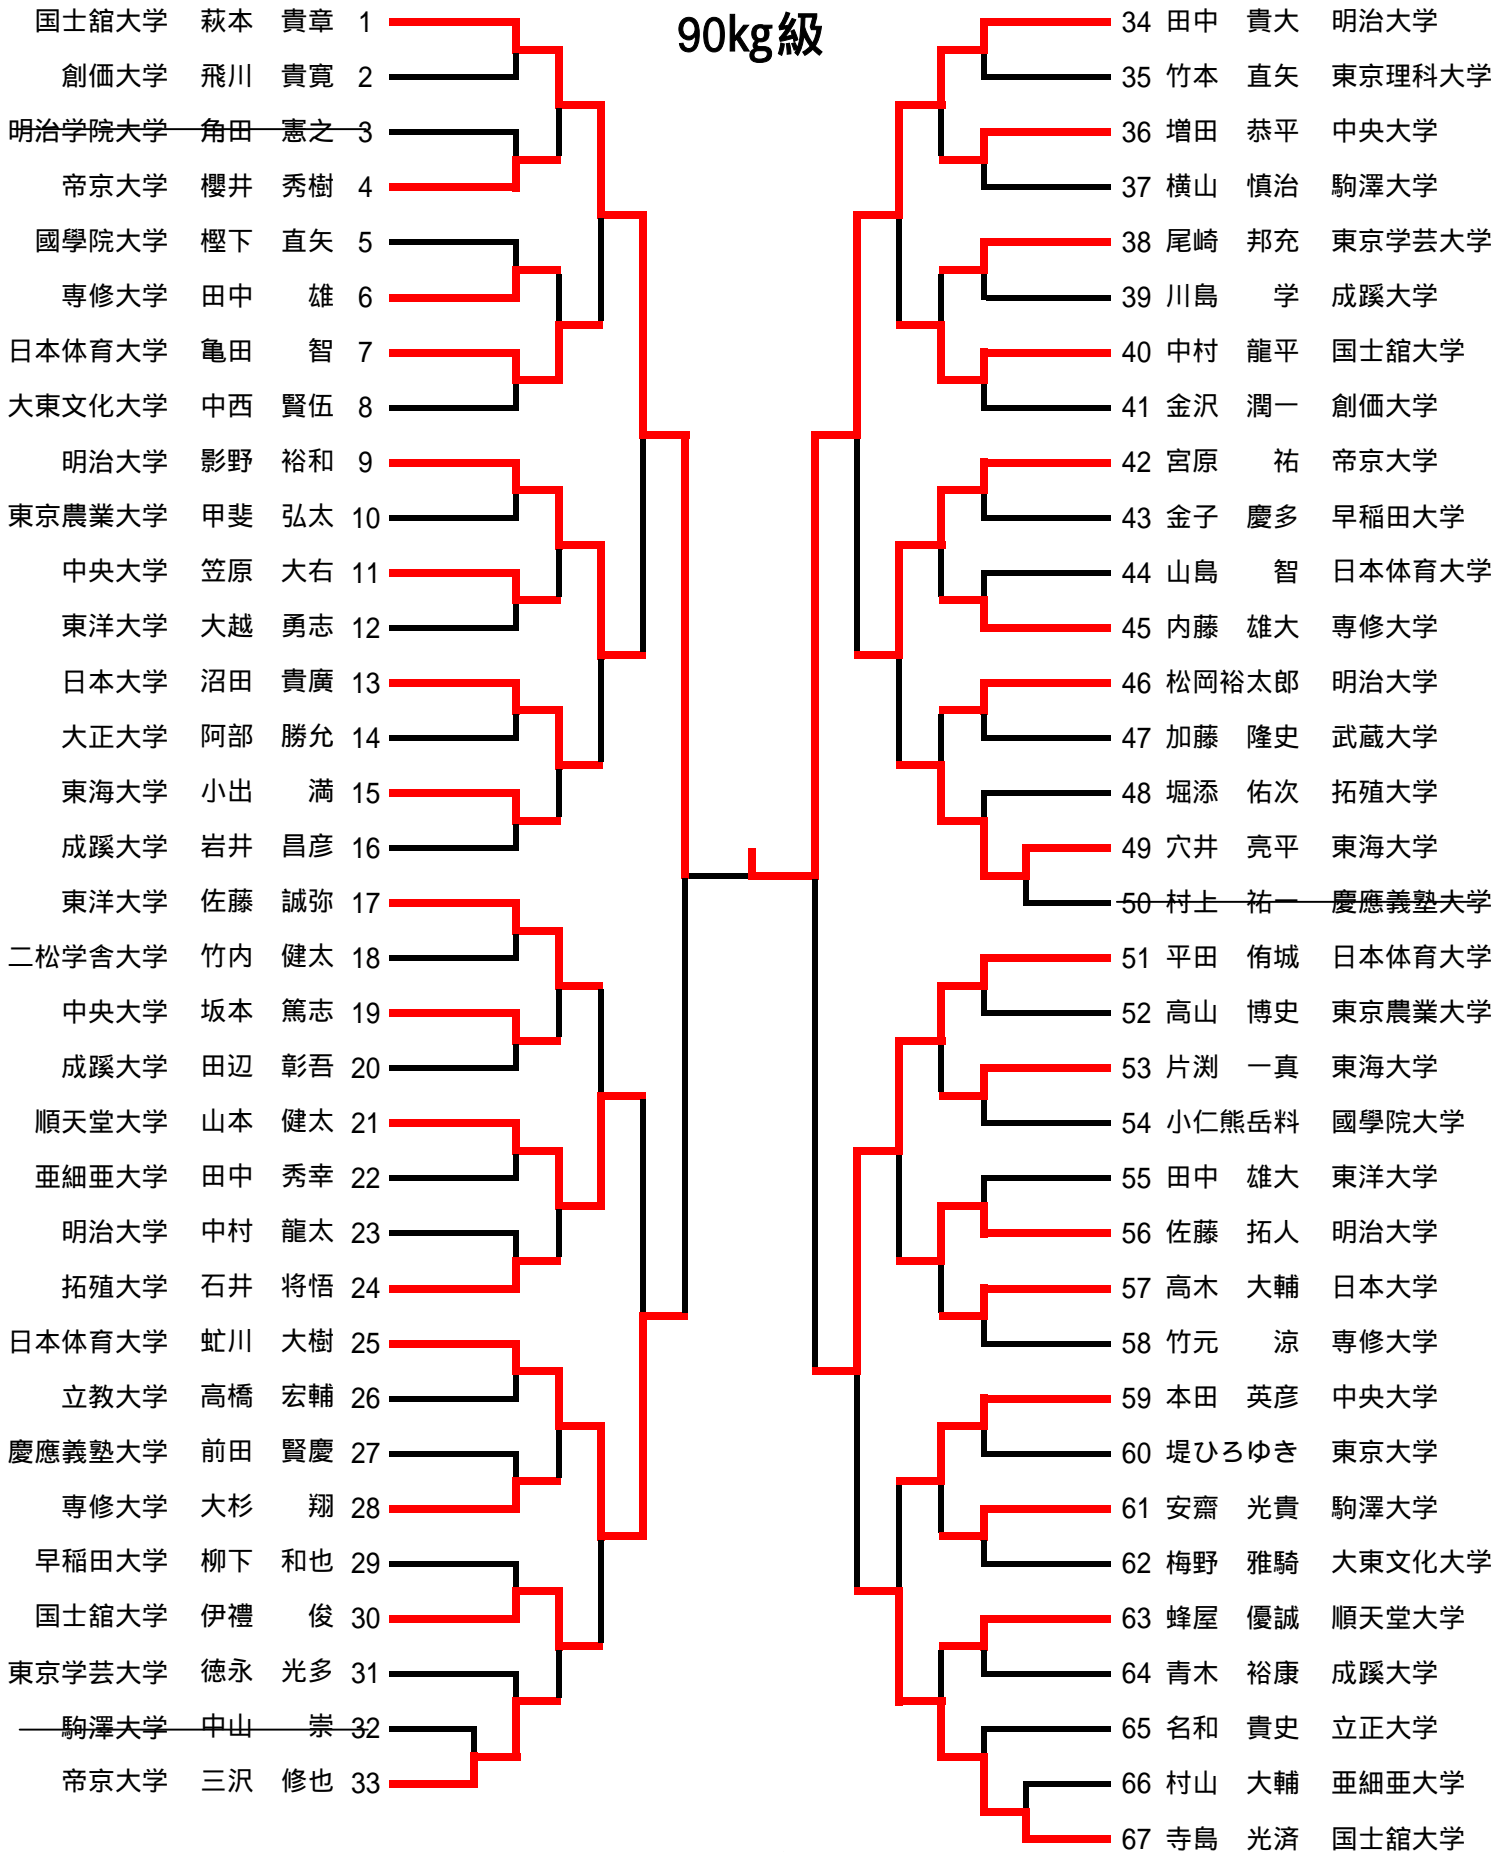 90kg級
国士舘大学 萩本 貴章 1
創価大学 飛川 貴寛 2
明治学院大学 角田 憲之 3
帝京大学 櫻井 秀樹 4
國學院大学 樫下 直矢 5
専修大学 田中 雄 6
日本体育大学 亀田 智 7
大東文化大学 中西 賢伍 8
明治大学 影野 裕和 9
東京農業大学 甲斐 弘太 10
中央大学 笠原 大右 11
東洋大学 大越 勇志 12
日本大学 沼田 貴廣 13
大正大学 阿部 勝允 14
東海大学 小出 満 15
成蹊大学 岩井 昌彦 16
東洋大学 佐藤 誠弥 17
二松学舎大学 竹内 健太 18
中央大学 坂本 篤志 19
成蹊大学 田辺 彰吾 20
順天堂大学 山本 健太 21
亜細亜大学 田中 秀幸 22
明治大学 中村 龍太 23
拓殖大学 石井 将悟 24
日本体育大学 虻川 大樹 25
立教大学 高橋 宏輔 26
慶應義塾大学 前田 賢慶 27
専修大学 大杉 翔 28
早稲田大学 柳下 和也 29
国士舘大学 伊禮 俊 30
東京学芸大学 徳永 光多 31
駒澤大学 中山 崇 32
帝京大学 三沢 修也 33
34 田中 貴大 明治大学
35 竹本 直矢 東京理科大学
36 増田 恭平 中央大学
37 横山 慎治 駒澤大学
38 尾崎 邦充 東京学芸大学
39 川島 学 成蹊大学
40 中村 龍平 国士舘大学
41 金沢 潤一 創価大学
42 宮原 祐 帝京大学
43 金子 慶多 早稲田大学
44 山島 智 日本体育大学
45 内藤 雄大 専修大学
46 松岡裕太郎 明治大学
47 加藤 隆史 武蔵大学
48 堀添 佑次 拓殖大学
49 穴井 亮平 東海大学
50 村上 祐一 慶應義塾大学
51 平田 侑城 日本体育大学
52 高山 博史 東京農業大学
53 片渕 一真 東海大学
54 小仁熊岳料 國學院大学
55 田中 雄大 東洋大学
56 佐藤 拓人 明治大学
57 高木 大輔 日本大学
58 竹元 涼 専修大学
59 本田 英彦 中央大学
60 堤ひろゆき 東京大学
61 安齋 光貴 駒澤大学
62 梅野 雅騎 大東文化大学
63 蜂屋 優誠 順天堂大学
64 青木 裕康 成蹊大学
65 名和 貴史 立正大学
66 村山 大輔 亜細亜大学
67 寺島 光済 国士舘大学